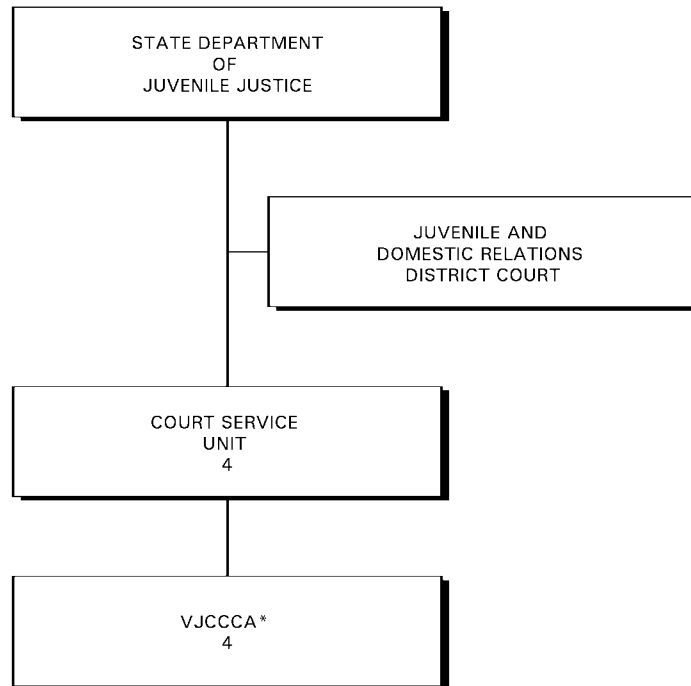 STATE DEPARTMENT
OF
JUVENILE JUSTICE
JUVENILE AND
DOMESTIC RELATIONS
DISTRICT COURT
COURT SERVICE
UNIT
4
VJCCCA*
4